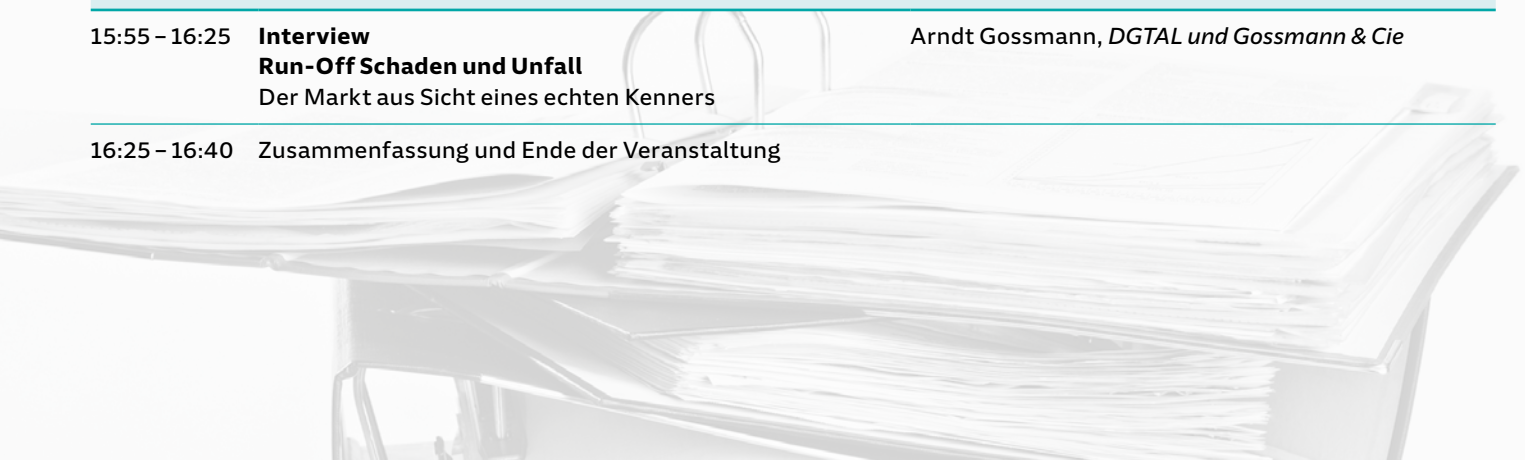 15:55 – 16:25 Interview Arndt Gossmann, DGTAL und Gossmann & Cie
Run-Off Schaden und Unfall
Der Markt aus Sicht eines echten Kenners
16:25 – 16:40 Zusammenfassung und Ende der Veranstaltung